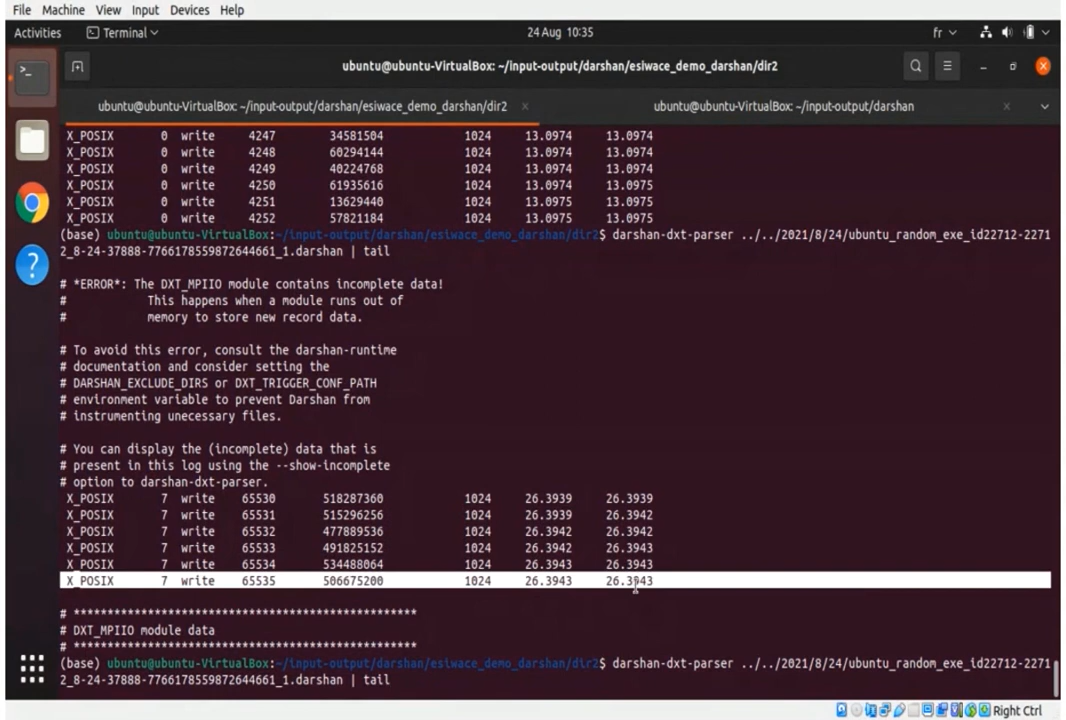 File Machine View Input Devices Help
Activities Terminal 24 Aug 10:35 fr
ubuntu@ubuntu-VirtualBox: ~/input-output/darshan/esiwace_demo_darshan/dir2
ubuntu@ubuntu-VirtualBox: ~/input-output/darshan/esiwace_demo_darshan/dir2 × ubuntu@ubuntu-VirtualBox: ~/input-output/darshan ×
X_POSIX 0 write 4247 34581504 1024 13.0974 13.0974
X_POSIX 0 write 4248 60294144 1024 13.0974 13.0974
X_POSIX 0 write 4249 40224768 1024 13.0974 13.0974
X_POSIX 0 write 4250 61935616 1024 13.0974 13.0975
X_POSIX 0 write 4251 13629440 1024 13.0975 13.0975
X_POSIX 0 write 4252 57821184 1024 13.0975 13.0975
(base) ubuntu@ubuntu-VirtualBox:~/input-output/darshan/esiwace_demo_darshan/dir2$ darshan-dxt-parser ../../2021/8/24/ubuntu_random_exe_id22712-2271
2_8-24-37888-7766178559872644661_1.darshan | tail
# *ERROR*: The DXT_MPIIO module contains incomplete data!
# This happens when a module runs out of
# memory to store new record data.
# To avoid this error, consult the darshan-runtime
# documentation and consider setting the
# DARSHAN_EXCLUDE_DIRS or DXT_TRIGGER_CONF_PATH
# environment variable to prevent Darshan from
# instrumenting unecessary files.
# You can display the (incomplete) data that is
# present in this log using the --show-incomplete
# option to darshan-dxt-parser.
X_POSIX 7 write 65530 518287360 1024 26.3939 26.3939
X_POSIX 7 write 65531 515296256 1024 26.3939 26.3942
X_POSIX 7 write 65532 477889536 1024 26.3942 26.3942
X_POSIX 7 write 65533 491825152 1024 26.3942 26.3943
X_POSIX 7 write 65534 534488064 1024 26.3943 26.3943
X_POSIX 7 write 65535 506675200 1024 26.3943 26.3943
# ***************************************************
# DXT_MPIIO module data
# ***************************************************
(base) ubuntu@ubuntu-VirtualBox:~/input-output/darshan/esiwace_demo_darshan/dir2$ darshan-dxt-parser ../../2021/8/24/ubuntu_random_exe_id22712-2271
2_8-24-37888-7766178559872644661_1.darshan | tail
Right Ctrl